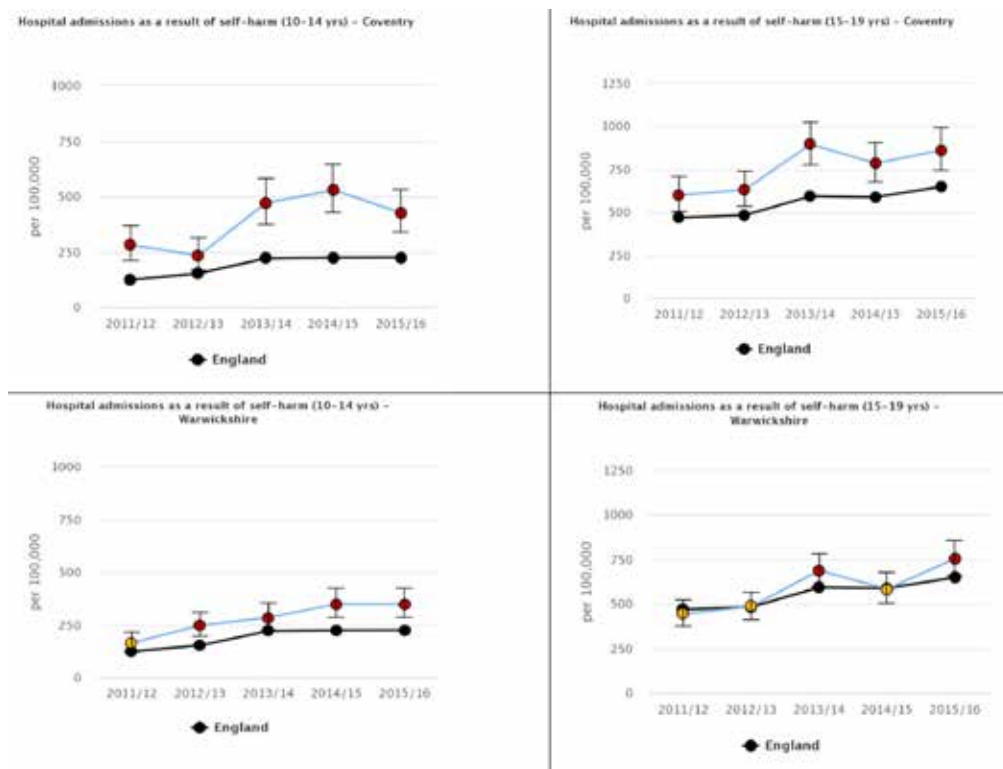 Hospital admissions as a result of self-harm (10-14 yrs) - Coventry
1000
750
500
250
0
per 100,000
2011/12 2012/13 2013/14 2014/15 2015/16
England
Hospital admissions as a result of self-harm (15-19 yrs) - Coventry
1250
1000
750
500
250
0
per 100,000
2011/12 2012/13 2013/14 2014/15 2015/16
England
Hospital admissions as a result of self-harm (10-14 yrs) -
Warwickshire
1000
750
500
250
0
per 100,000
2011/12 2012/13 2013/14 2014/15 2015/16
England
Hospital admissions as a result of self-harm (15-19 yrs) -
Warwickshire
1250
1000
750
500
250
0
per 100,000
2011/12 2012/13 2013/14 2014/15 2015/16
England